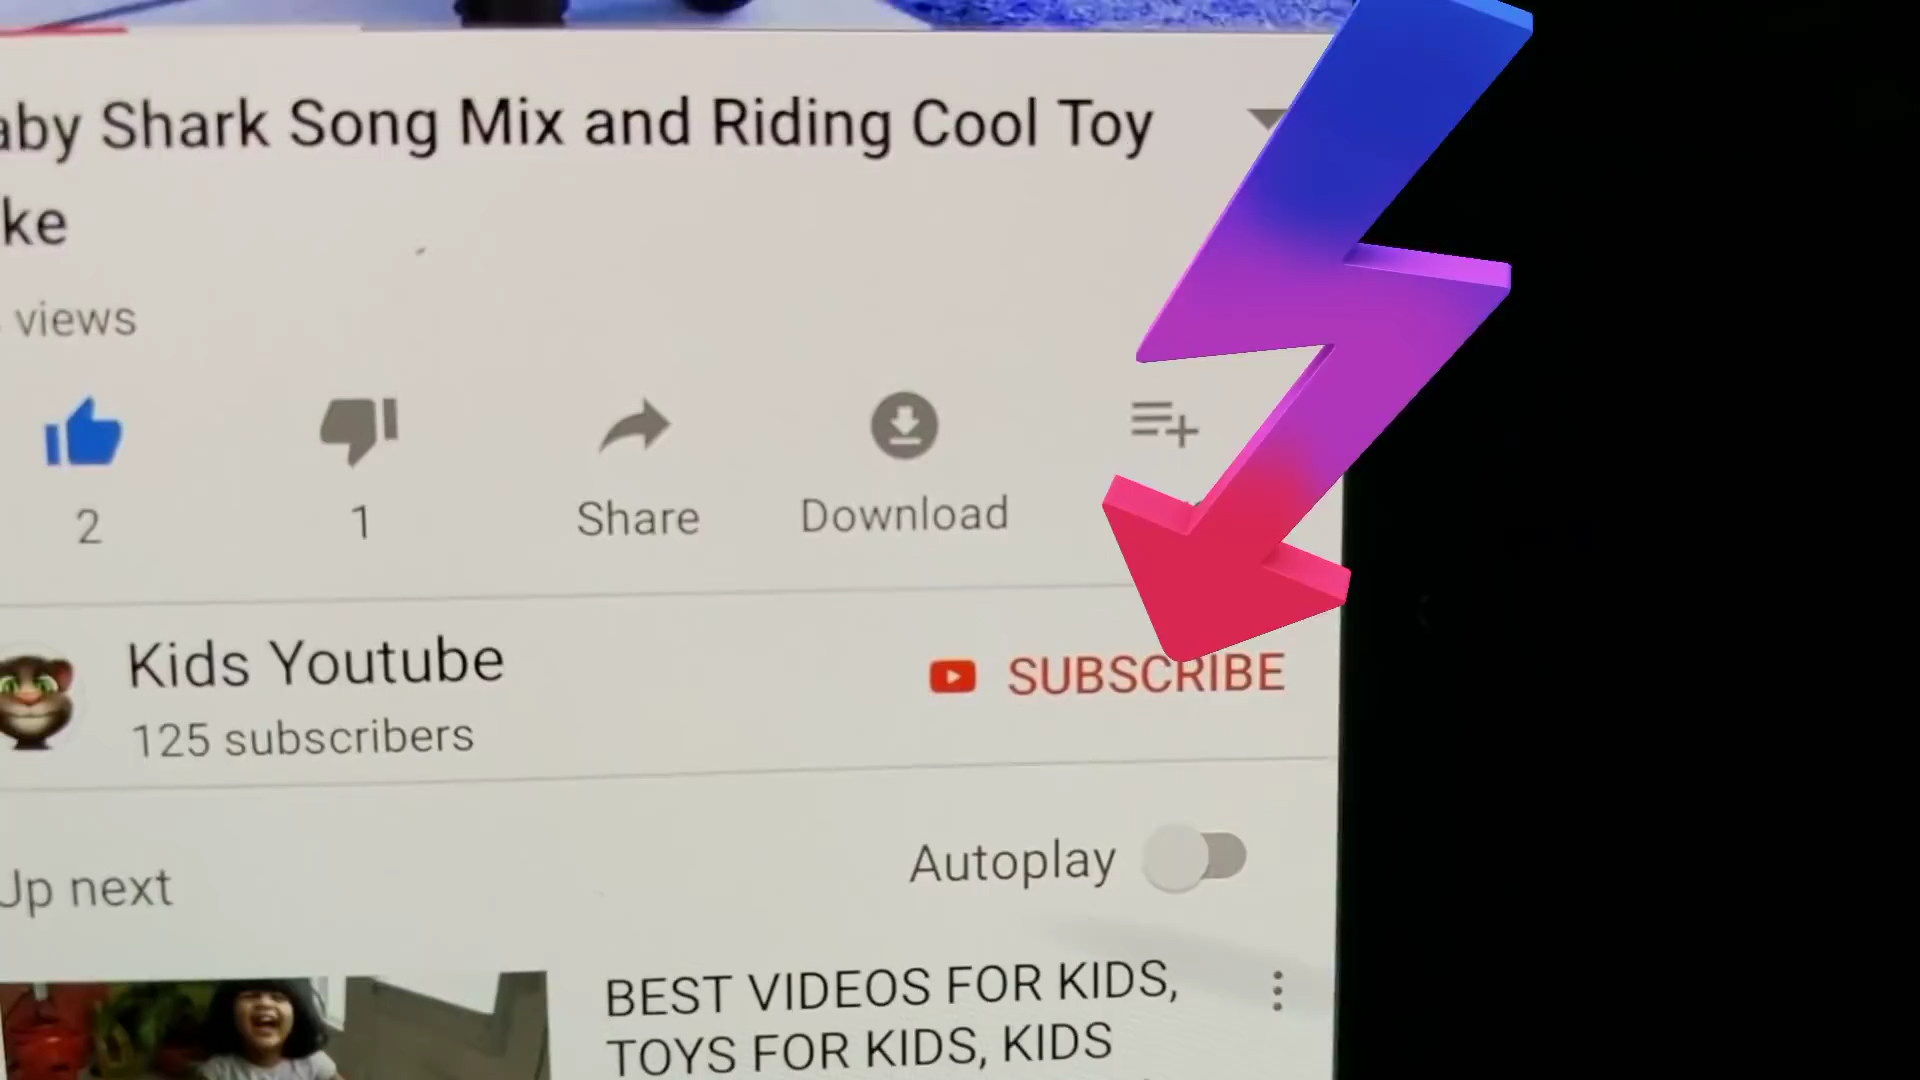 aby Shark Song Mix and Riding Cool Toy
ke
views
2
1
Share
Download
Kids Youtube
SUBSCRIBE
125 subscribers
Autoplay
Up next
BEST VIDEOS FOR KIDS,
TOYS FOR KIDS, KIDS